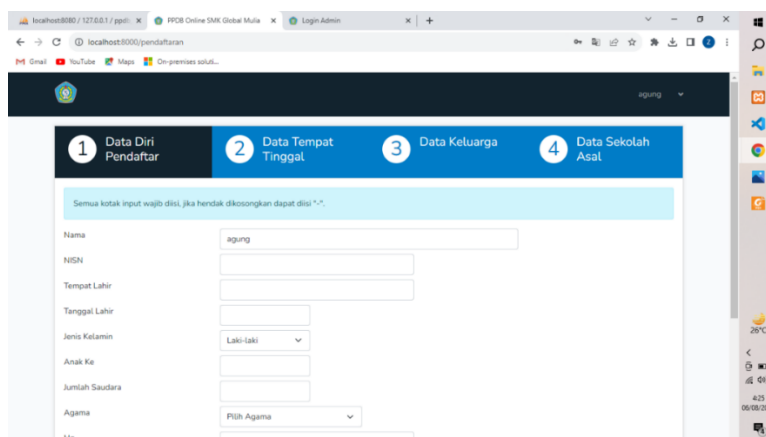 localhost:8080 / 127.0.0.1 / ppdb
PPDB Online SMK Global Mulia
Login Admin
localhost:8000/pendaftaran
Gmail
YouTube
Maps
On-premises soluti...
agung
1 Data Diri Pendaftar
2 Data Tempat Tinggal
3 Data Keluarga
4 Data Sekolah Asal
Semua kotak input wajib diisi, jika hendak dikosongkan dapat diisi "-".
Nama
agung
NISN
Tempat Lahir
Tanggal Lahir
Jenis Kelamin
Laki-laki
Anak Ke
Jumlah Saudara
Agama
Pilih Agama
26°C
4:25